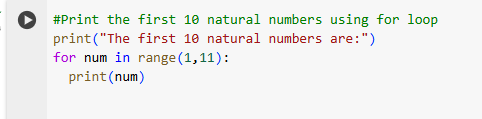 #Print the first 10 natural numbers using for loop
print("The first 10 natural numbers are:")
for num in range(1,11):
  print(num)